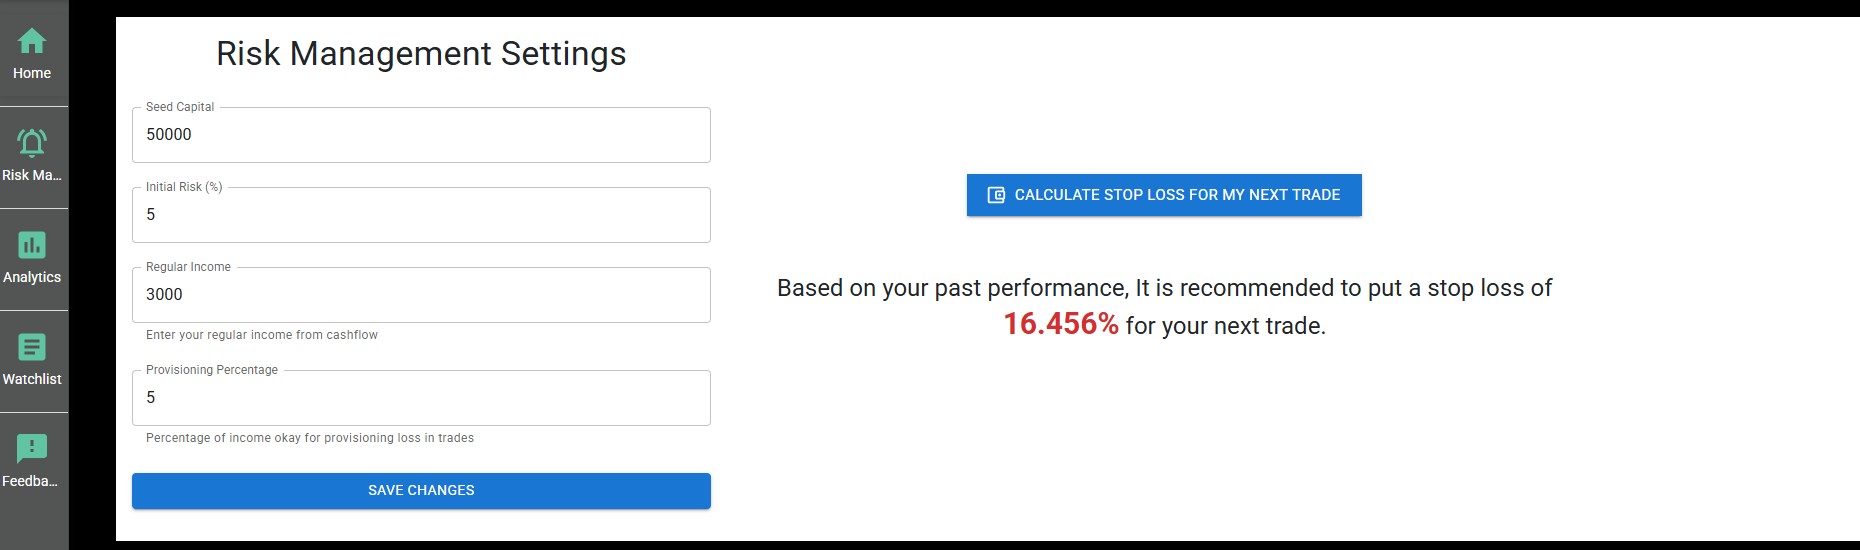 Home
Risk Ma...
Analytics
Watchlist
Feedba...
Risk Management Settings
Seed Capital
50000
Initial Risk (%)
5
Regular Income
3000
Enter your regular income from cashflow
Provisioning Percentage
5
Percentage of income okay for provisioning loss in trades
SAVE CHANGES
CALCULATE STOP LOSS FOR MY NEXT TRADE
Based on your past performance, It is recommended to put a stop loss of
16.456% for your next trade.